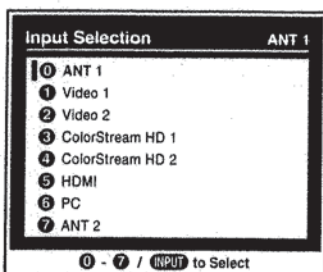 Input Selection ANT 1
0 ANT 1
1 Video 1
2 Video 2
3 ColorStream HD 1
4 ColorStream HD 2
5 HDMI
6 PC
7 ANT 2
0 - 7 / INPUT to Select